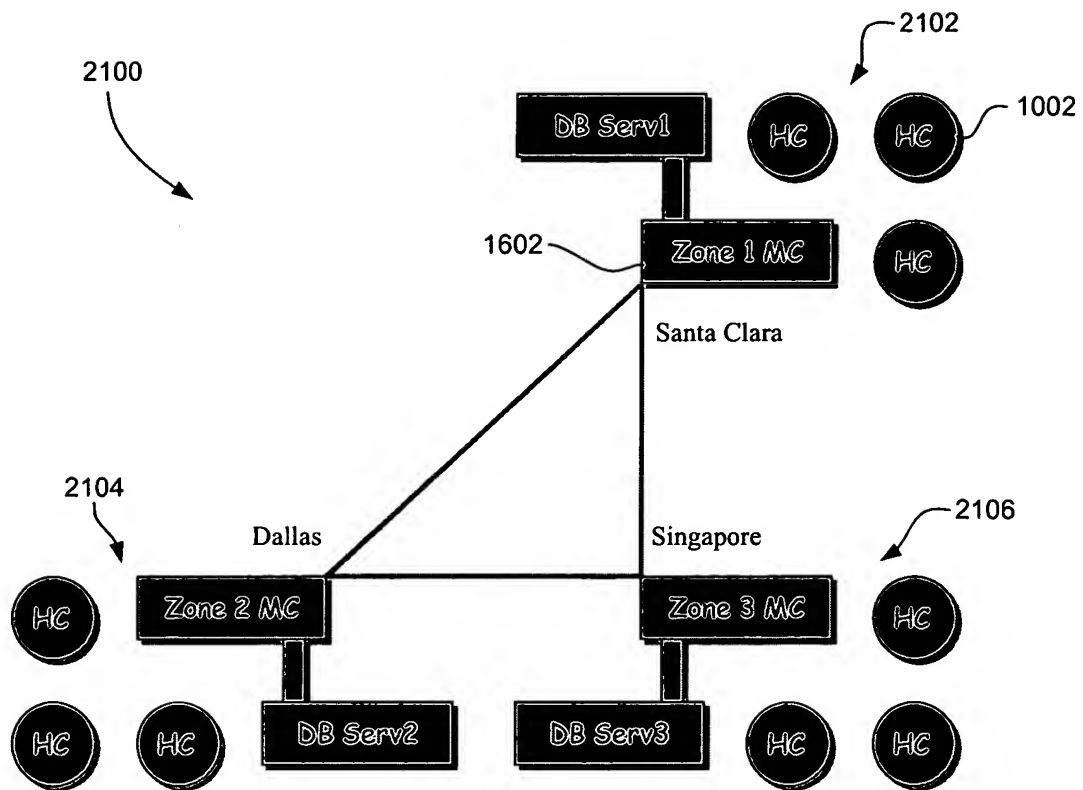 2102
2100
DB Serv1
HC
HC
1002
1602
Zone 1 MC
HC
Santa Clara
2104
Dallas
Singapore
2106
HC
Zone 2 MC
Zone 3 MC
HC
HC
HC
DB Serv2
DB Serv3
HC
HC